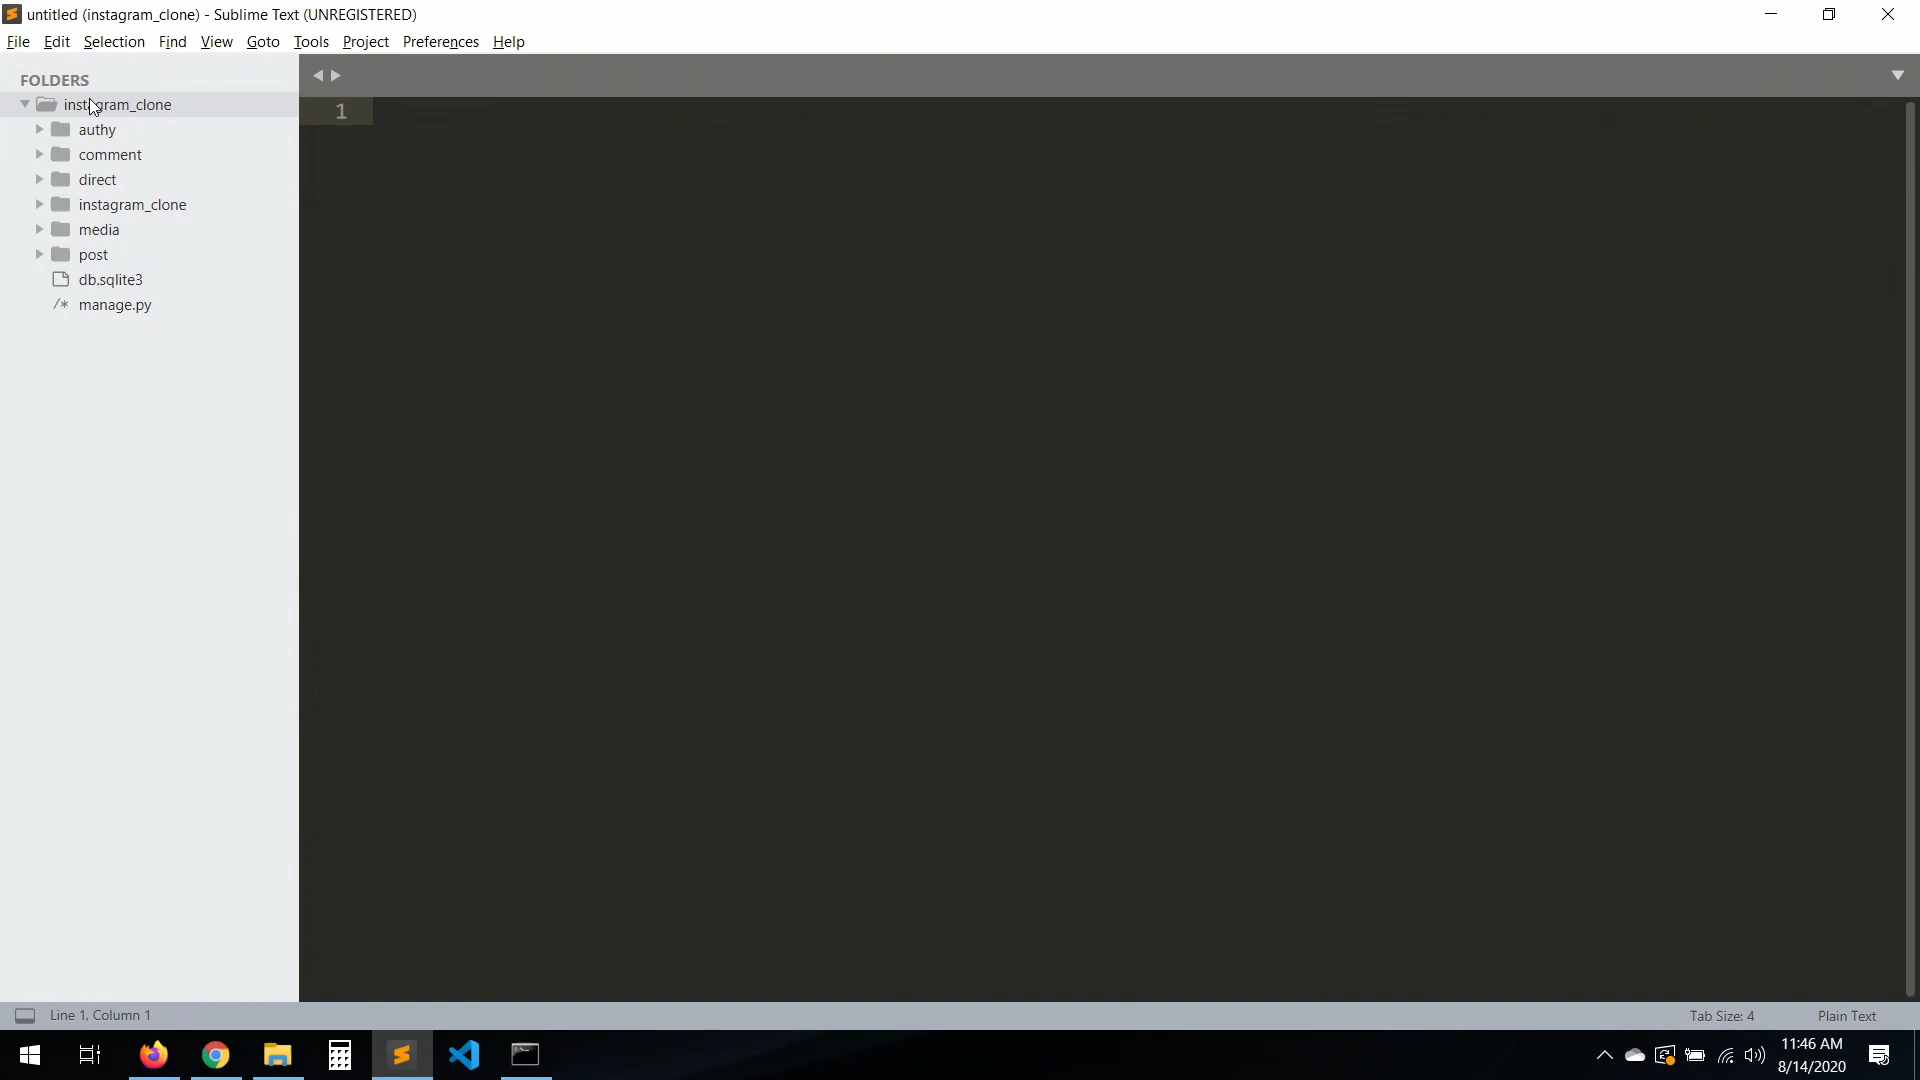 untitled (instagram_clone) - Sublime Text (UNREGISTERED)
File Edit Selection Find View Goto Tools Project Preferences Help
FOLDERS
instagram_clone
1
authy
comment
direct
instagram_clone
media
post
db.sqlite3
/* manage.py
Line 1, Column 1
Tab Size: 4
Plain Text
11:46 AM
8/14/2020